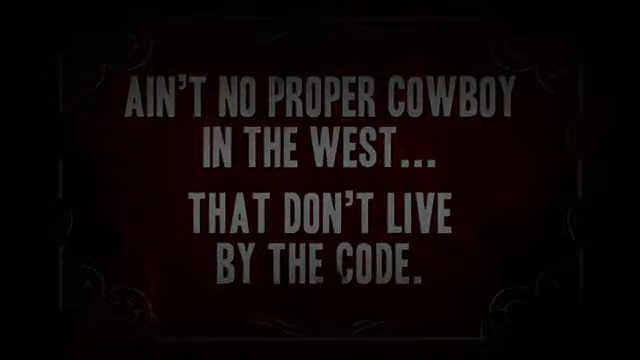 AIN'T NO PROPER COWBOY
IN THE WEST...
THAT DON'T LIVE
BY THE CODE.